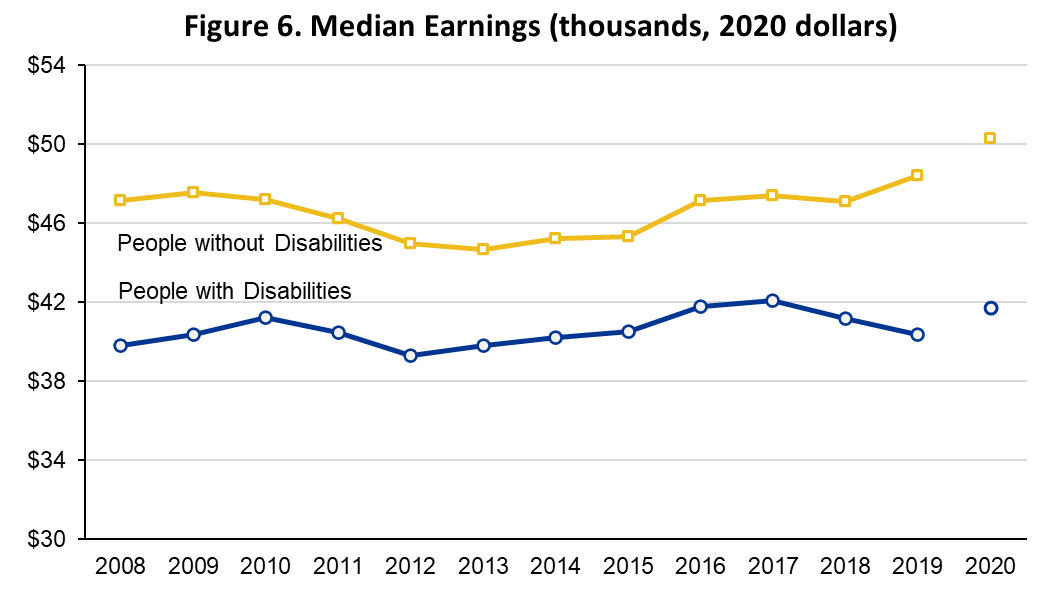 Figure 6. Median Earnings (thousands, 2020 dollars)
$54
$50
$46
People without Disabilities
People with Disabilities
$42
$38
$34
$30
2008 2009 2010 2011 2012 2013 2014 2015 2016 2017 2018 2019 2020